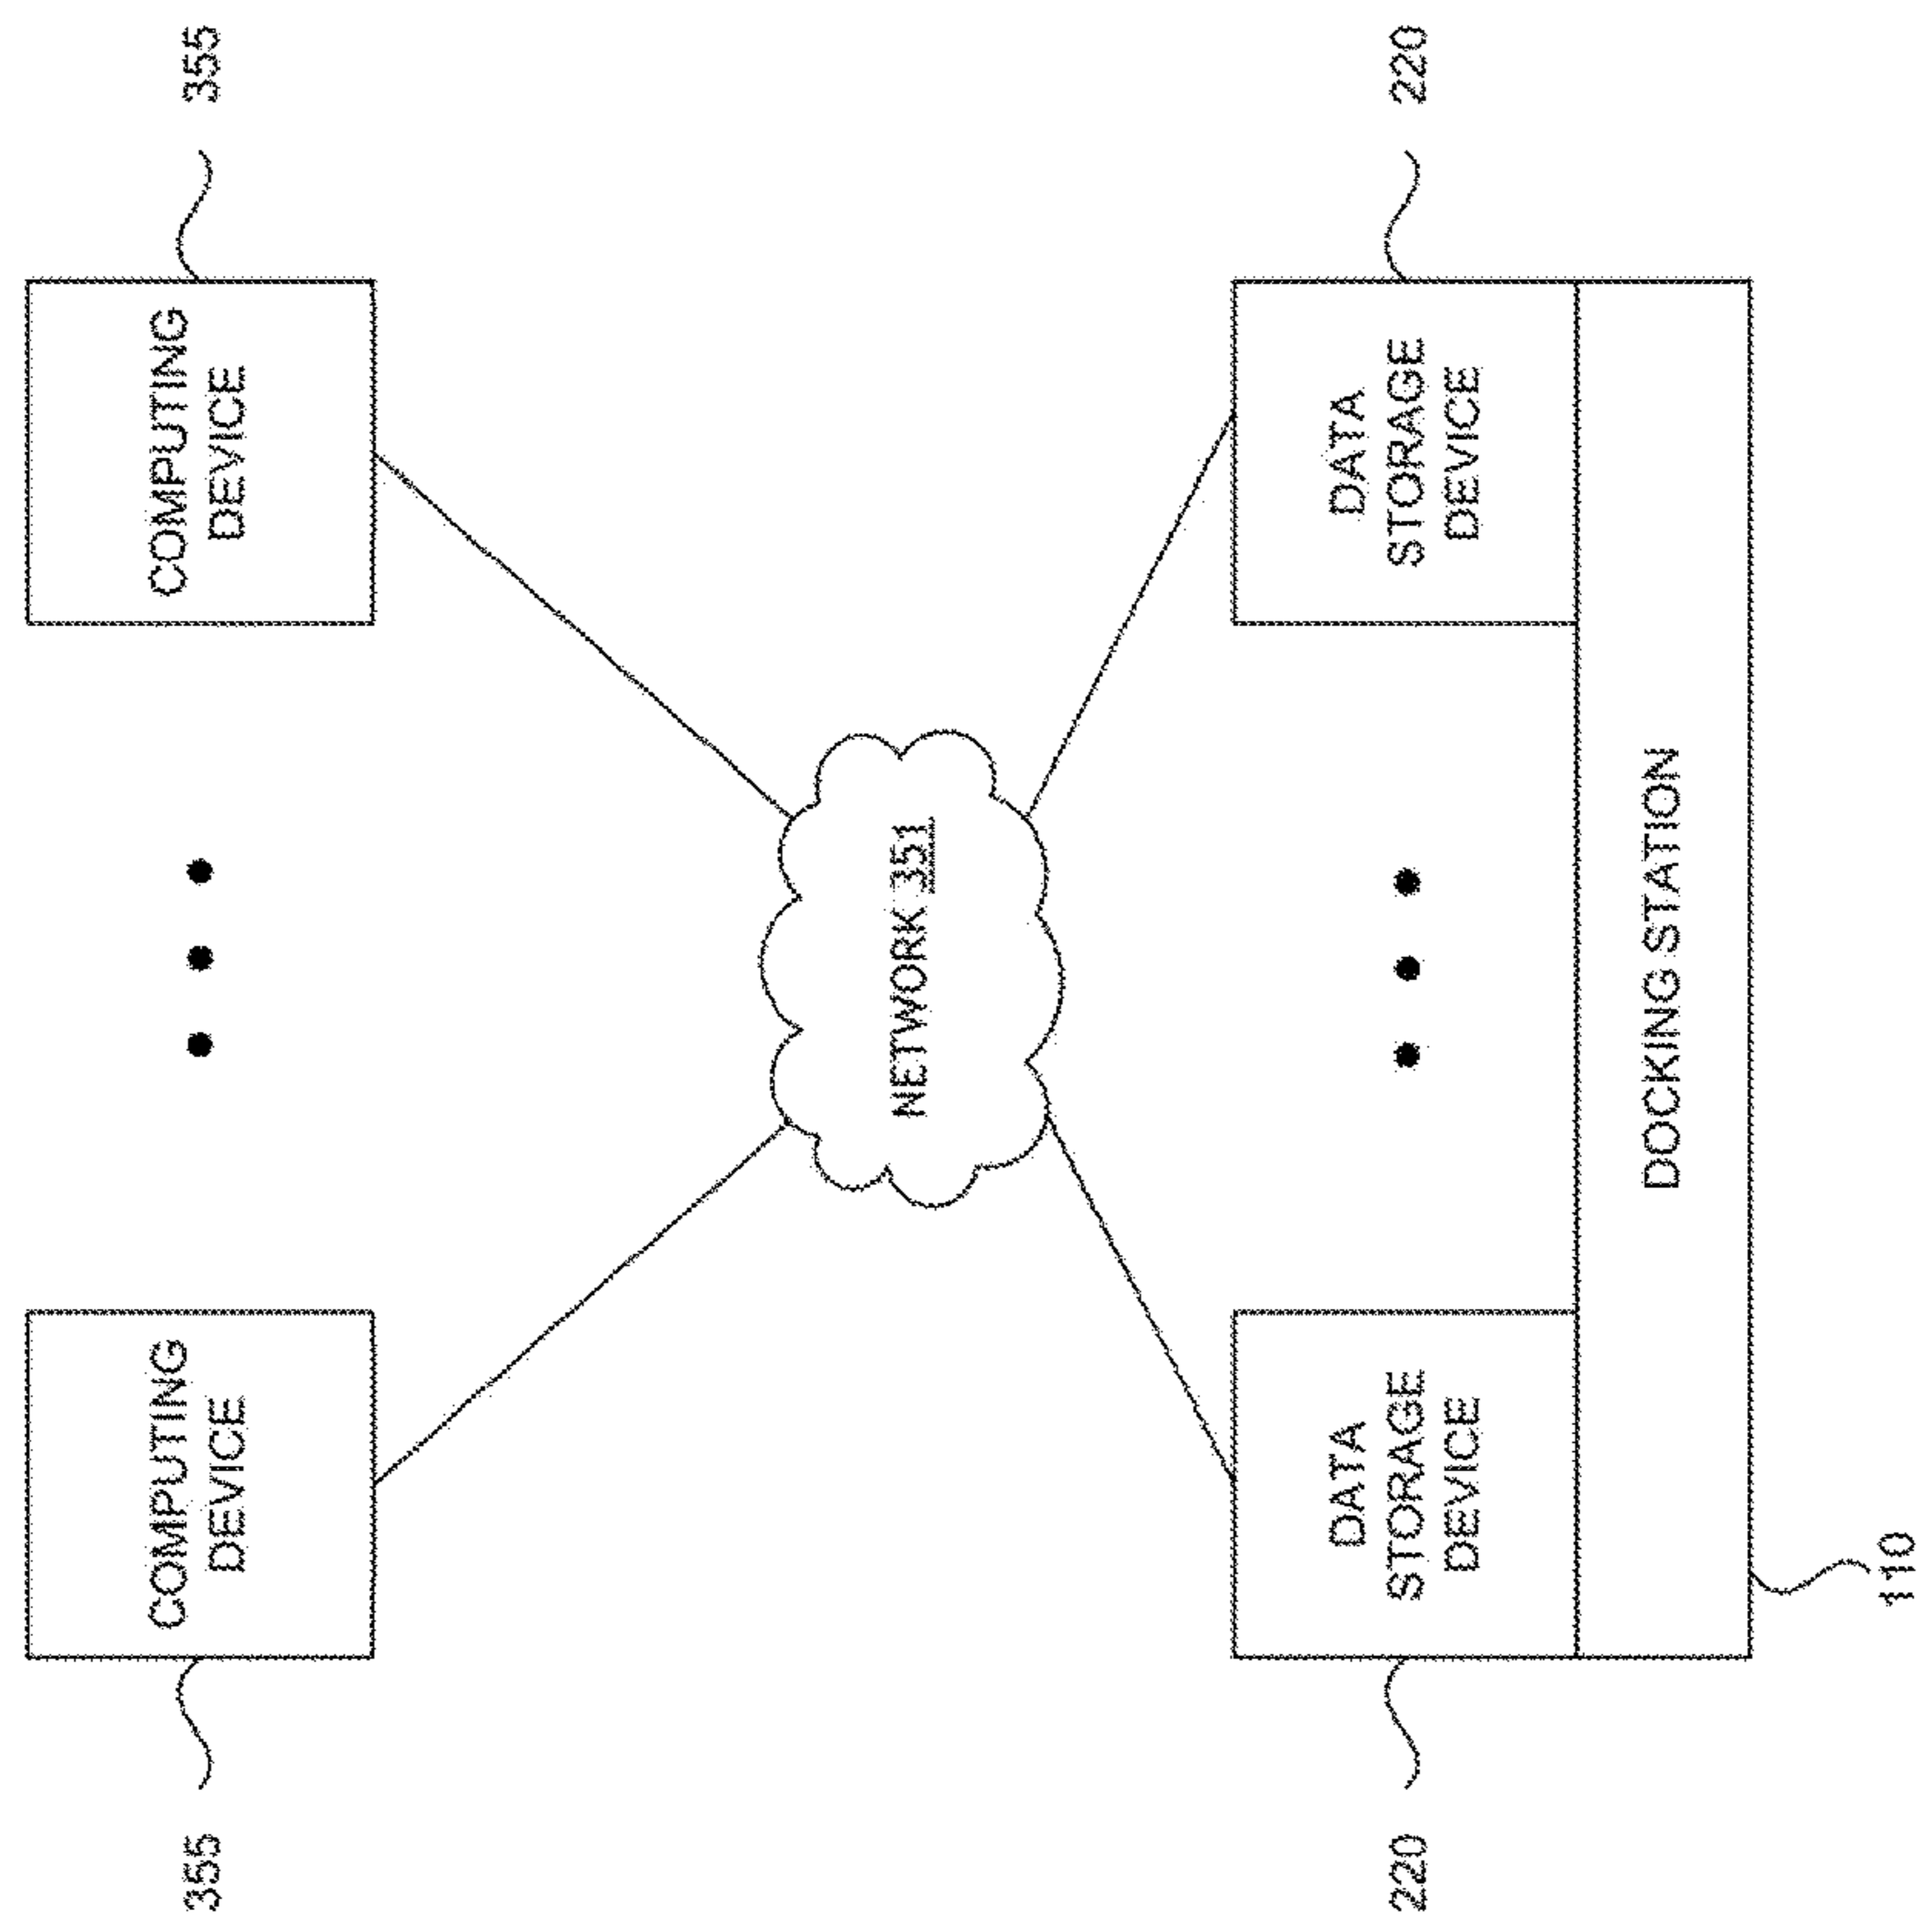 355
COMPUTING
DEVICE
COMPUTING
DEVICE
355
NETWORK 351
220
DATA
STORAGE
DEVICE
DATA
STORAGE
DEVICE
220
DOCKING STATION
110